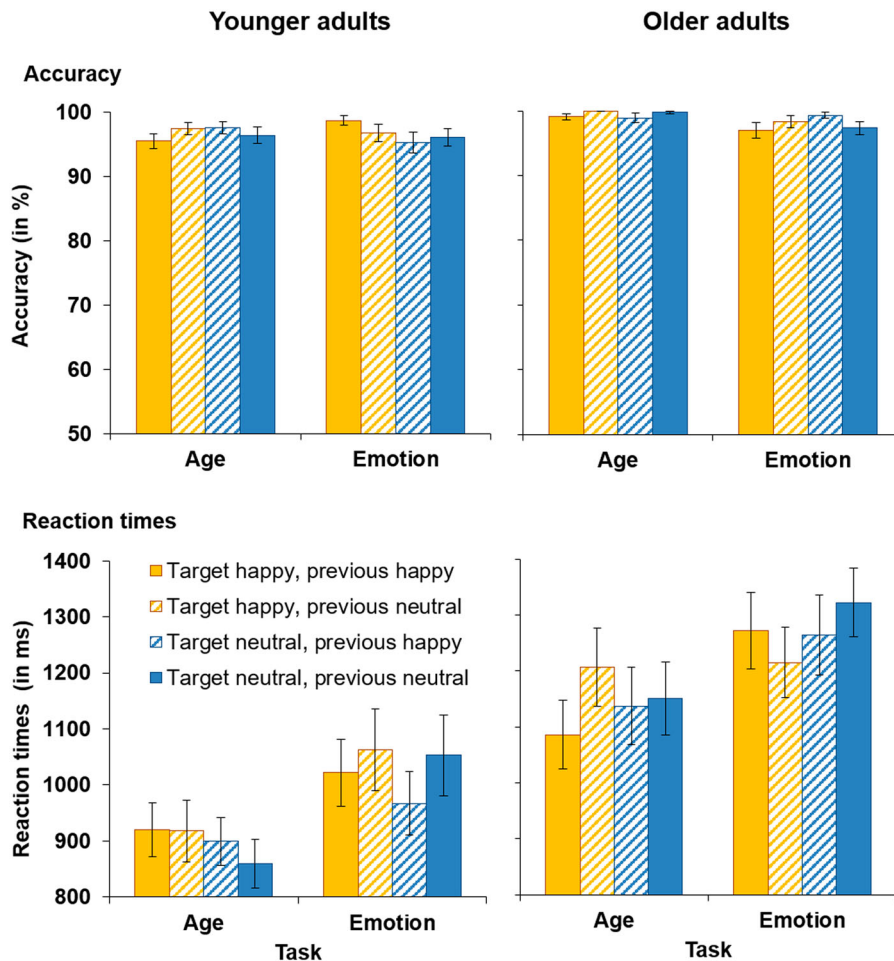 Younger adults
Older adults
Accuracy
Accuracy (in %)
100
90
80
70
60
50
Age
Emotion
Age
Emotion
Reaction times
Reaction times (in ms)
1400
1300
1200
1100
1000
900
800
Target happy, previous happy
Target happy, previous neutral
Target neutral, previous happy
Target neutral, previous neutral
Age
Emotion
Task
Age
Emotion
Task